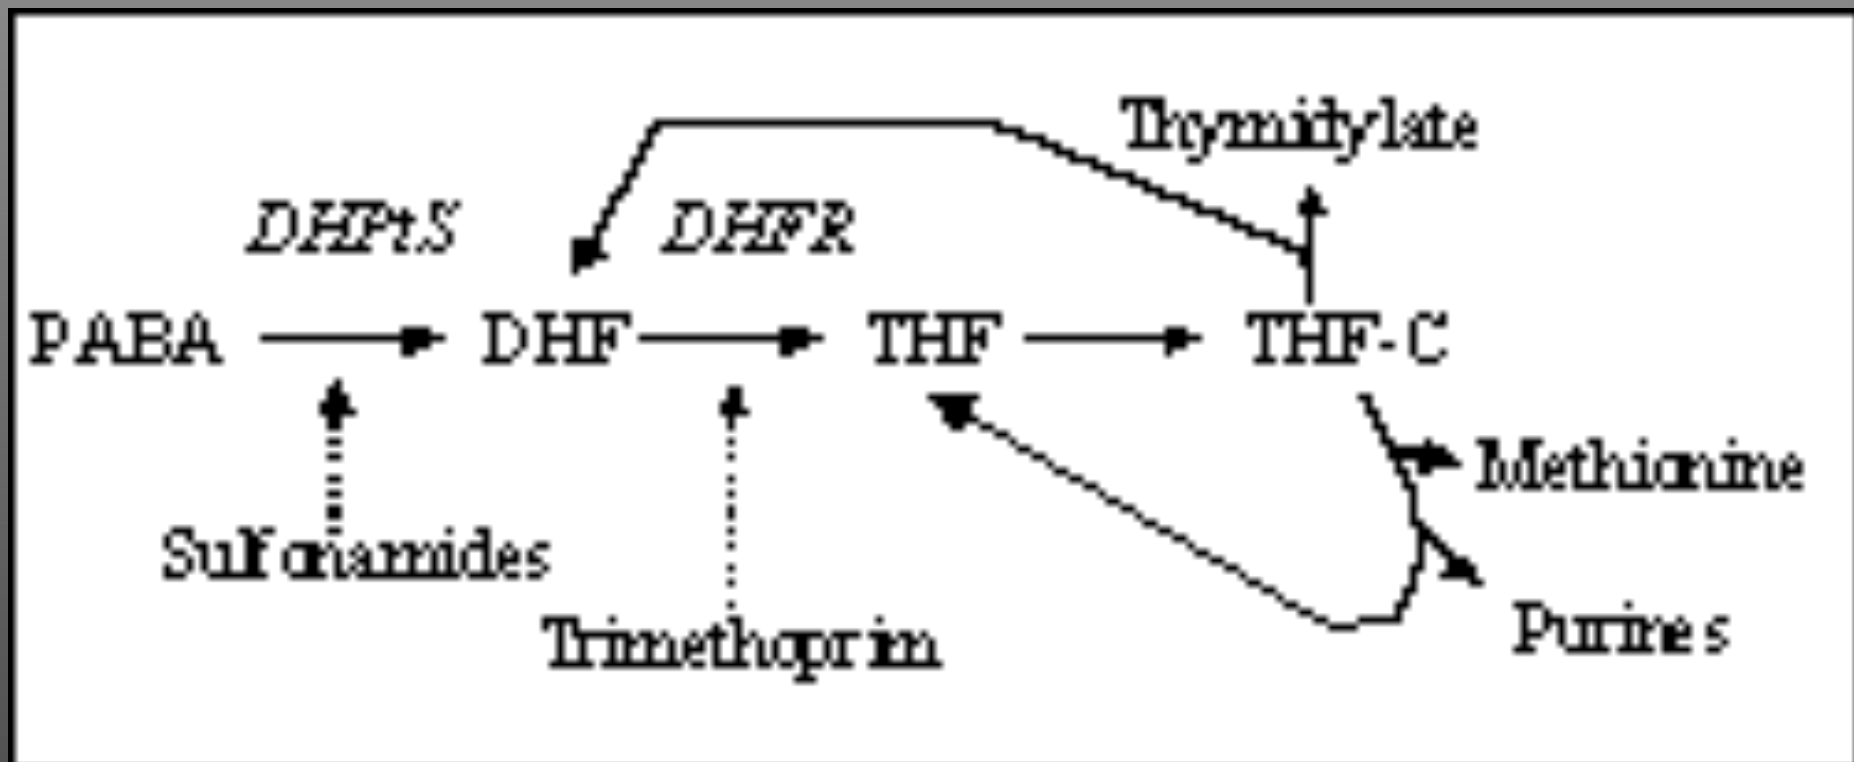 Thymidylate
DHPtS DHFR
PABA DHF THF THF-C
Methionine
Sulfonamides
Trimethoprim
Purines